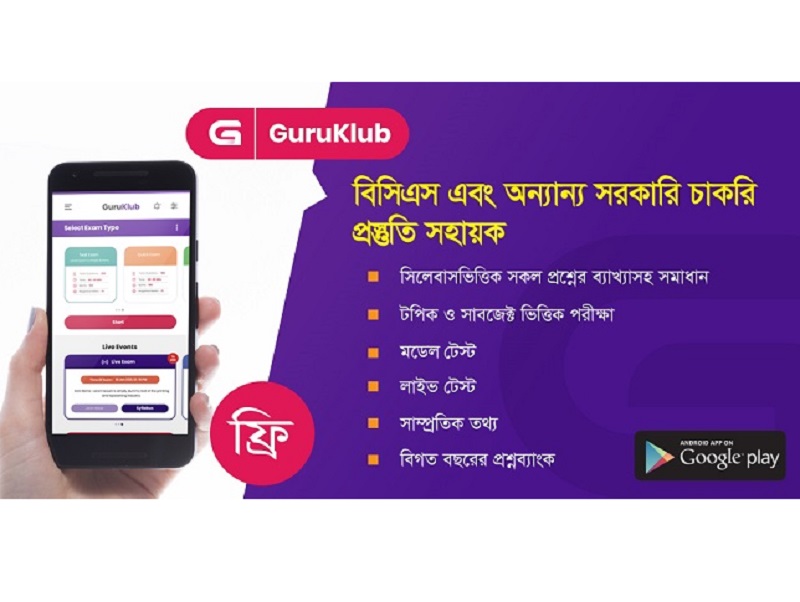 GuruKlub
বিসিএস এবং অন্যান্য সরকারি চাকরি
প্রস্তুতি সহায়ক
সিলেবাসভিত্তিক সকল প্রশ্নের ব্যাখ্যাসহ সমাধান
টপিক ও সাবজেক্ট ভিত্তিক পরীক্ষা
মডেল টেস্ট
লাইভ টেস্ট
সাম্প্রতিক তথ্য
বিগত বছরের প্রশ্নব্যাংক
ফ্রি
ANDROID APP ON
Google play
GuruKlub
Select Exam Type
Start
Live Events
Live Exam
Syllabus